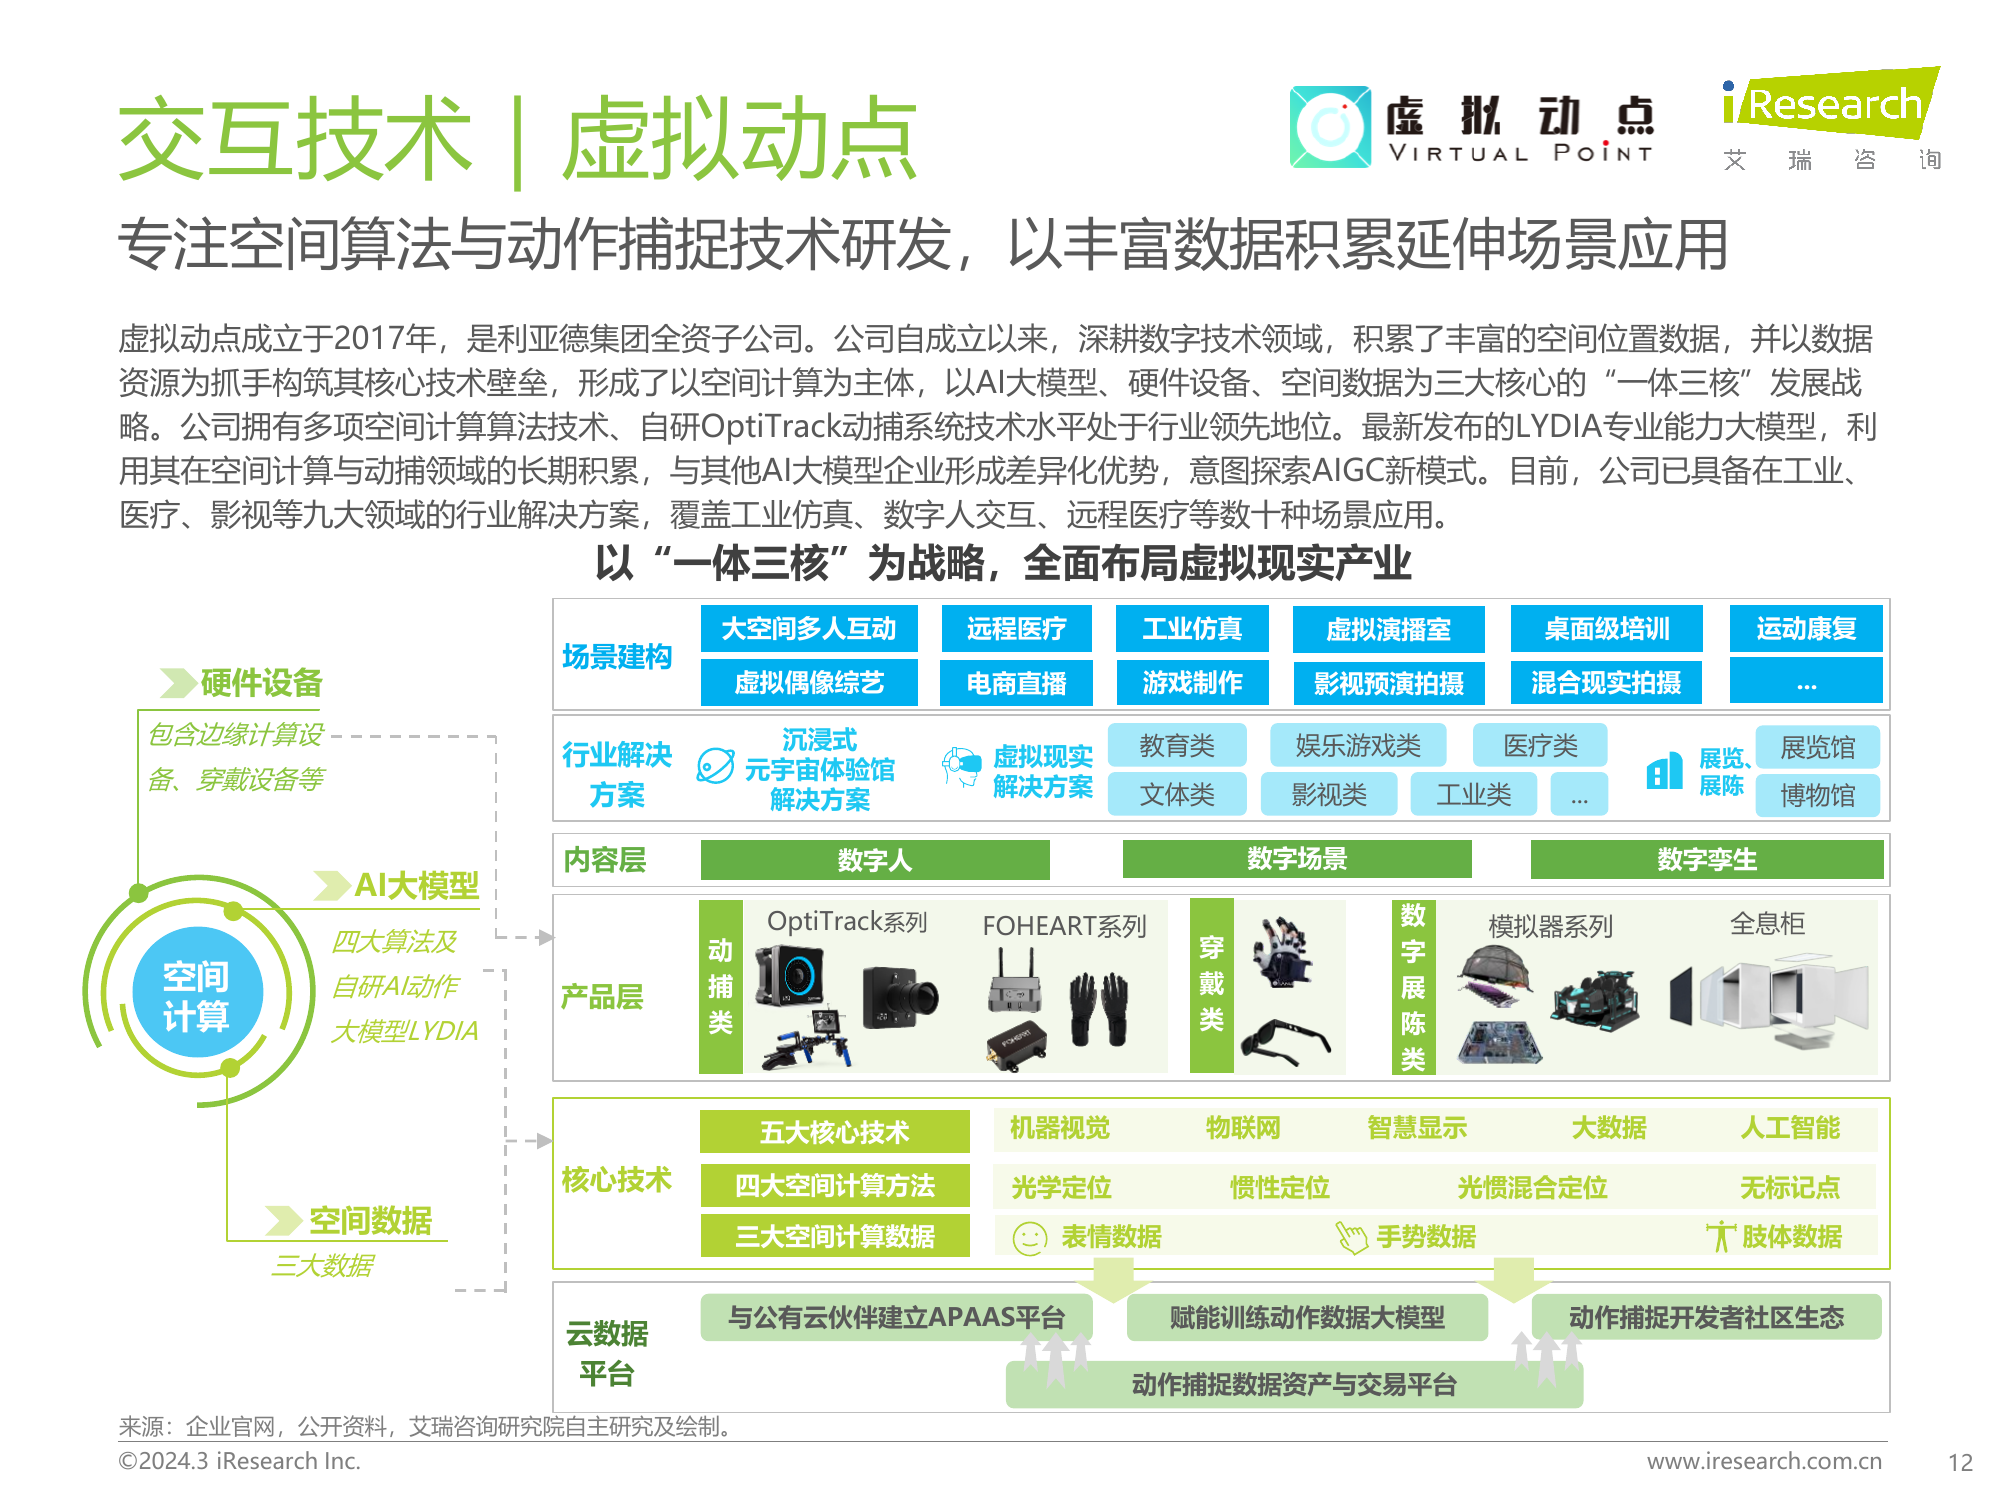 交互技术｜虚拟动点
虚拟动点
VIRTUAL POINT
iResearch
艾瑞咨询
专注空间算法与动作捕捉技术研发，以丰富数据积累延伸场景应用
虚拟动点成立于2017年，是利亚德集团全资子公司。公司自成立以来，深耕数字技术领域，积累了丰富的空间位置数据，并以数据
资源为抓手构筑其核心技术壁垒，形成了以空间计算为主体，以AI大模型、硬件设备、空间数据为三大核心的“一体三核”发展战
略。公司拥有多项空间计算算法技术、自研OptiTrack动捕系统技术水平处于行业领先地位。最新发布的LYDIA专业能力大模型，利
用其在空间计算与动捕领域的长期积累，与其他AI大模型企业形成差异化优势，意图探索AIGC新模式。目前，公司已具备在工业、
医疗、影视等九大领域的行业解决方案，覆盖工业仿真、数字人交互、远程医疗等数十种场景应用。
以“一体三核”为战略，全面布局虚拟现实产业
硬件设备
包含边缘计算设
备、穿戴设备等
AI大模型
四大算法及
自研AI动作
大模型LYDIA
空间
计算
空间数据
三大数据
场景建构
大空间多人互动
远程医疗
工业仿真
虚拟演播室
桌面级培训
运动康复
虚拟偶像综艺
电商直播
游戏制作
影视预演拍摄
混合现实拍摄
...
行业解决
方案
沉浸式
元宇宙体验馆
解决方案
虚拟现实
解决方案
教育类
娱乐游戏类
医疗类
文体类
影视类
工业类
...
展览、
展陈
展览馆
博物馆
内容层
数字人
数字场景
数字孪生
产品层
动
捕
类
OptiTrack系列
FOHEART系列
FOHEART
穿
戴
类
数
字
展
陈
类
模拟器系列
全息柜
核心技术
五大核心技术
机器视觉
物联网
智慧显示
大数据
人工智能
四大空间计算方法
光学定位
惯性定位
光惯混合定位
无标记点
三大空间计算数据
表情数据
手势数据
肢体数据
云数据
平台
与公有云伙伴建立APAAS平台
赋能训练动作数据大模型
动作捕捉开发者社区生态
动作捕捉数据资产与交易平台
来源：企业官网，公开资料，艾瑞咨询研究院自主研究及绘制。
©2024.3 iResearch Inc.
www.iresearch.com.cn
12